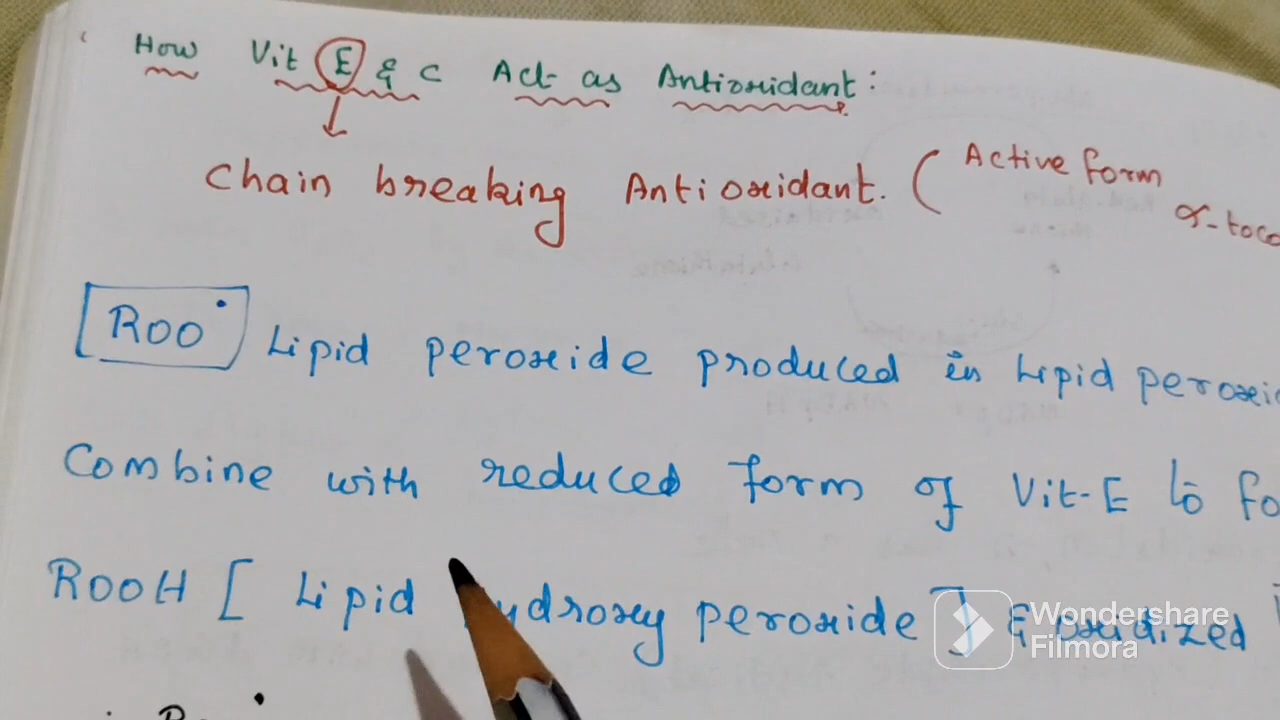 How Vit E & C Act as Antioxidant:
Chain breaking Antioxidant. (Active form
α-toco
ROO• Lipid peroxide produced in Lipid peroxi
Combine with reduced form of Vit-E to fo
ROOH [ Lipid hydroxy peroxide ] & oxidized
Wondershare
Filmora